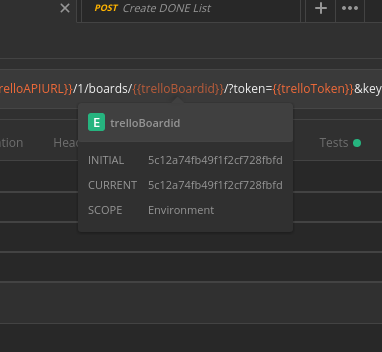 POST Create DONE List
relloAPIURL}}/1/boards/{{trelloBoardid}}/?token={{trelloToken}}&key
E trelloBoardid
tion Hea Tests
INITIAL 5c12a74fb49f1f2cf728fbfd
CURRENT 5c12a74fb49f1f2cf728fbfd
SCOPE Environment